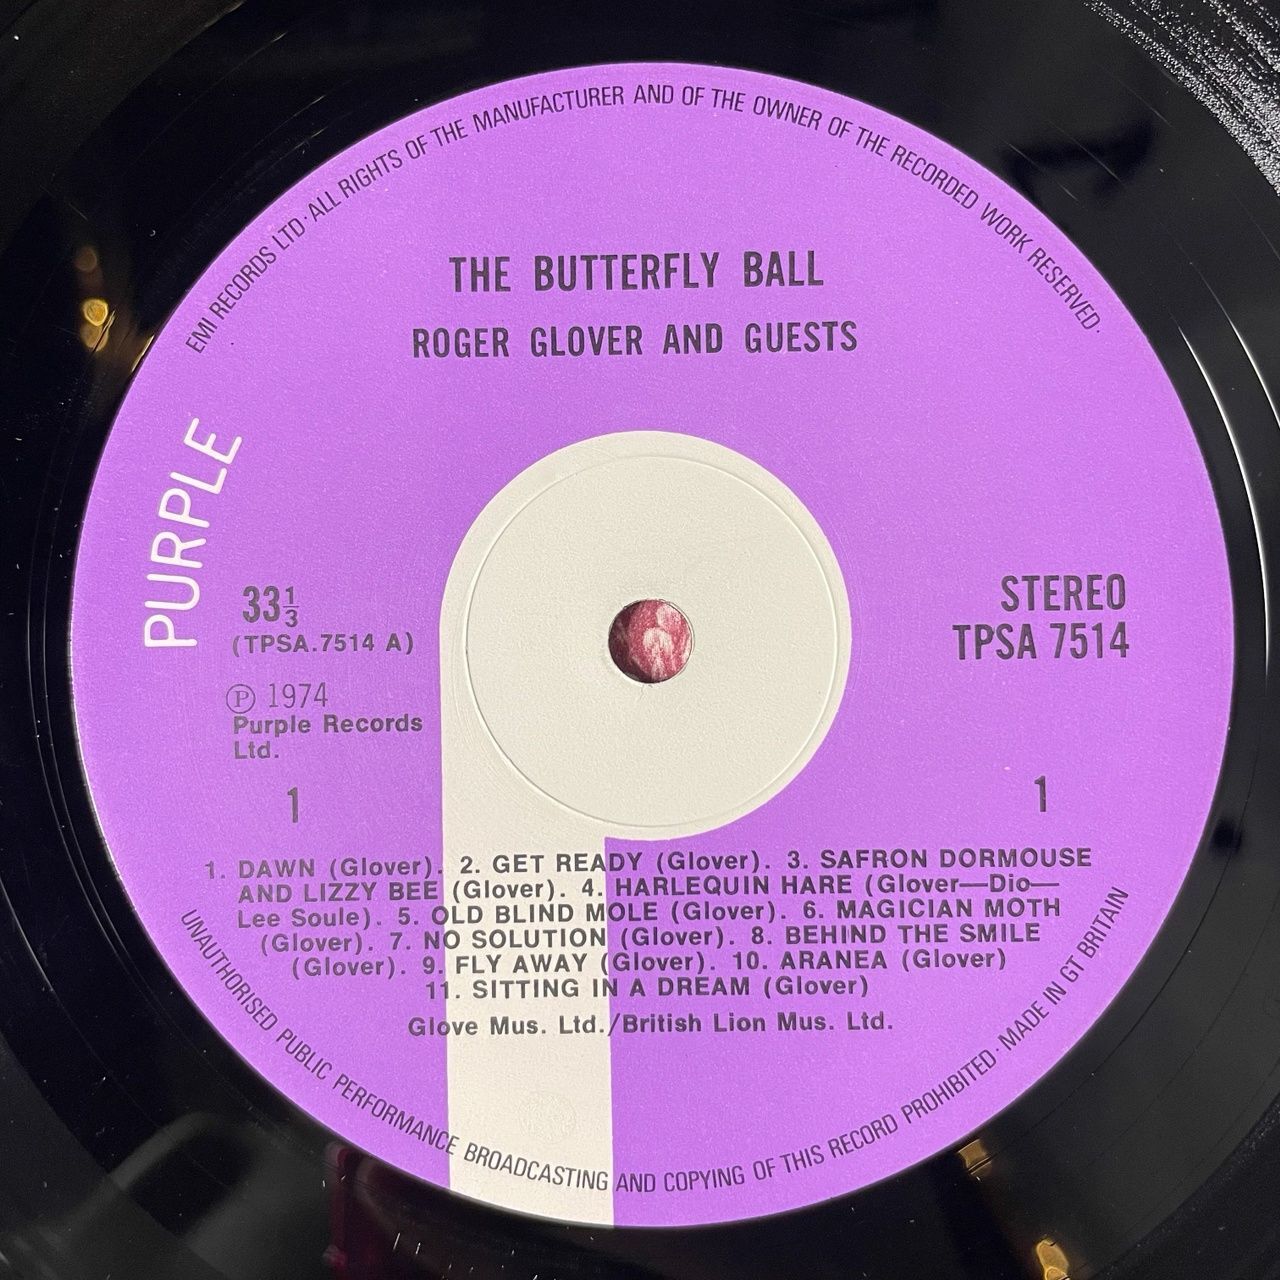 EMI RECORDS LTD · ALL RIGHTS OF THE MANUFACTURER AND OF THE OWNER OF THE RECORDED WORK RESERVED ·
THE BUTTERFLY BALL
ROGER GLOVER AND GUESTS
PURPLE
33⅓
(TPSA.7514 A)
STEREO
TPSA 7514
Ⓟ 1974
Purple Records
Ltd.
1
1
1. DAWN (Glover). 2. GET READY (Glover). 3. SAFRON DORMOUSE
AND LIZZY BEE (Glover). 4. HARLEQUIN HARE (Glover—Dio—
Lee Soule). 5. OLD BLIND MOLE (Glover). 6. MAGICIAN MOTH
(Glover). 7. NO SOLUTION (Glover). 8. BEHIND THE SMILE
(Glover). 9. FLY AWAY (Glover). 10. ARANEA (Glover)
11. SITTING IN A DREAM (Glover)
Glove Mus. Ltd./British Lion Mus. Ltd.
UNAUTHORISED PUBLIC PERFORMANCE BROADCASTING AND COPYING OF THIS RECORD PROHIBITED · MADE IN GT BRITAIN